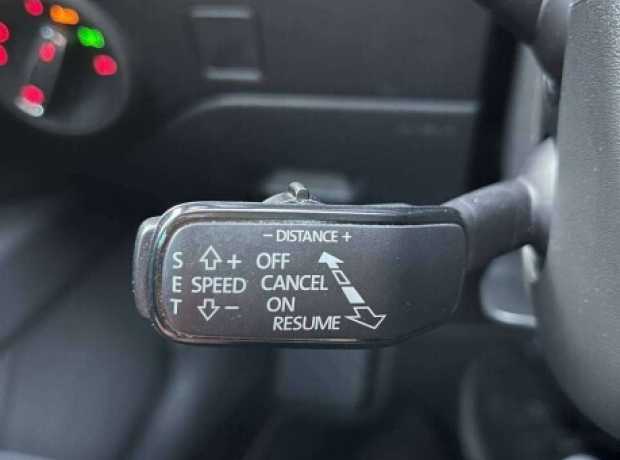 − DISTANCE +
S + OFF
E SPEED CANCEL
T − ON
RESUME